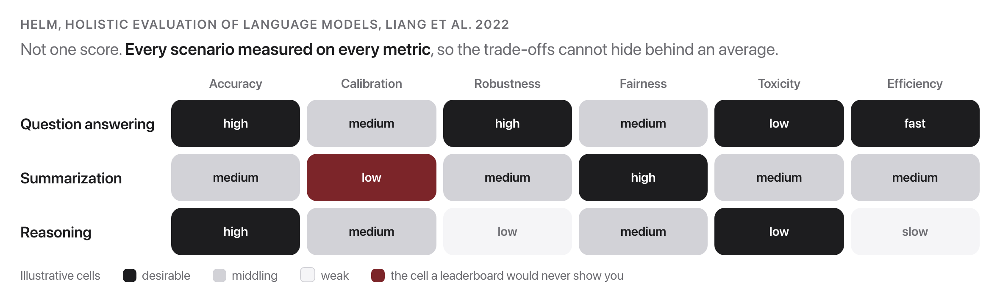 HELM, HOLISTIC EVALUATION OF LANGUAGE MODELS, LIANG ET AL. 2022
Not one score. Every scenario measured on every metric, so the trade-offs cannot hide behind an average.
Accuracy Calibration Robustness Fairness Toxicity Efficiency
Question answering high medium high medium low fast
Summarization medium low medium high medium medium
Reasoning high medium low medium low slow
Illustrative cells desirable middling weak the cell a leaderboard would never show you